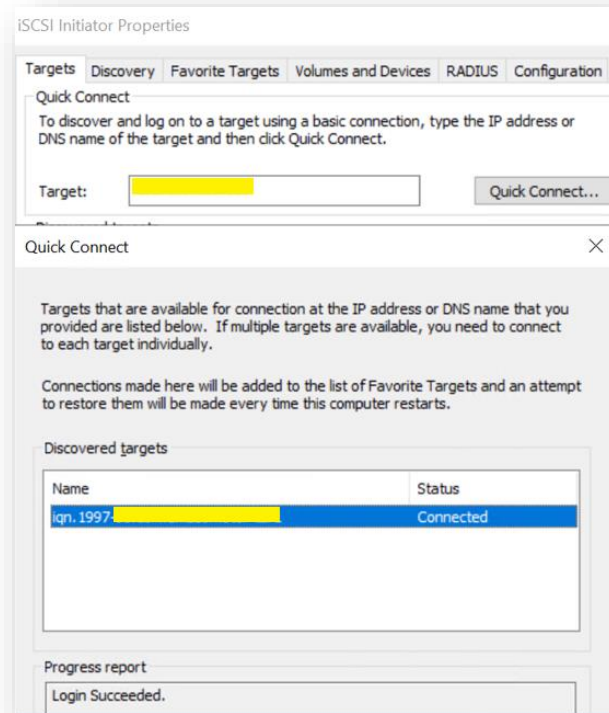 iSCSI Initiator Properties
Targets Discovery Favorite Targets Volumes and Devices RADIUS Configuration
Quick Connect
To discover and log on to a target using a basic connection, type the IP address or
DNS name of the target and then click Quick Connect.
Target: Quick Connect...
Quick Connect
Targets that are available for connection at the IP address or DNS name that you
provided are listed below. If multiple targets are available, you need to connect
to each target individually.
Connections made here will be added to the list of Favorite Targets and an attempt
to restore them will be made every time this computer restarts.
Discovered targets
Name Status
iqn.1997- Connected
Progress report
Login Succeeded.